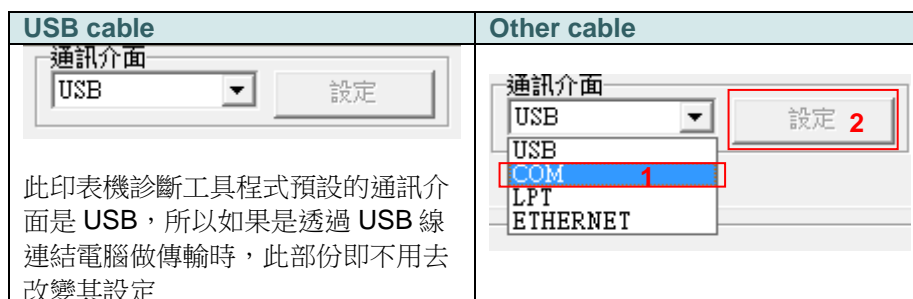 USB cable
通訊介面
USB
設定
此印表機診斷工具程式預設的通訊介
面是 USB，所以如果是透過 USB 線
連結電腦做傳輸時，此部份即不用去
改變其設定
Other cable
通訊介面
USB
設定 2
USB
COM 1
LPT
ETHERNET